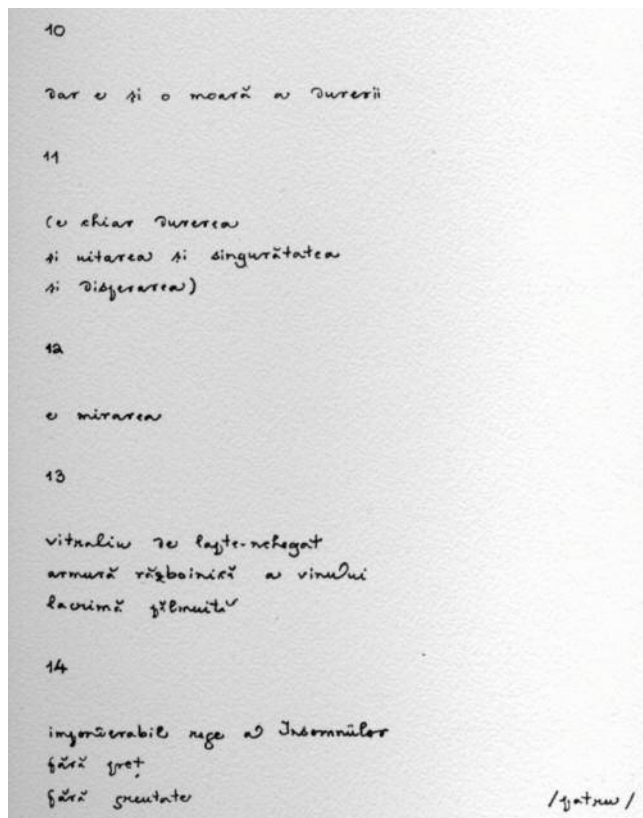 10
dar e și o moară a durerii
11
(e chiar durerea
și uitarea și singurătatea
și disperarea)
12
e mirarea
13
vitraliu de lapte-nchegat
armură războinică a vinului
lacrimă pălmuită
14
imponderabil rege al Insomniilor
fără preț
fără greutate
/patru/